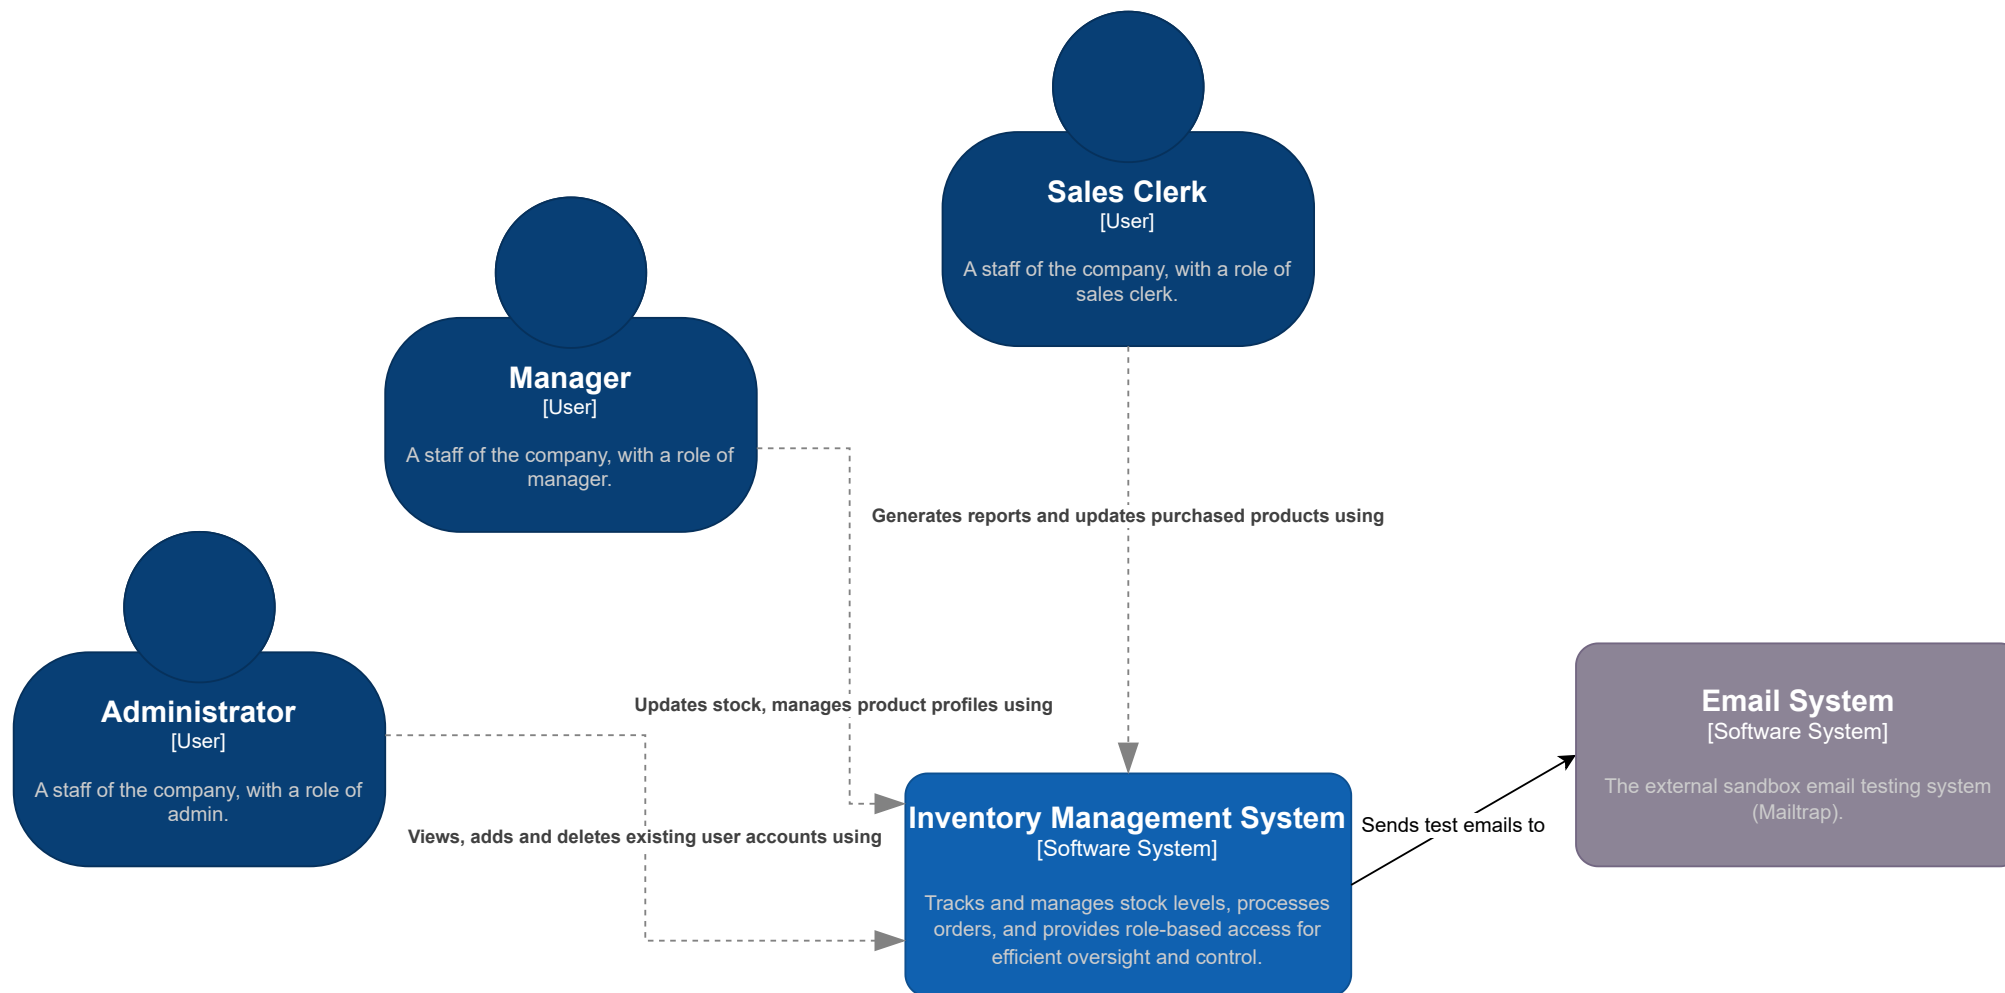 Sales Clerk
[User]
A staff of the company, with a role of
sales clerk.
Manager
[User]
A staff of the company, with a role of
manager.
Generates reports and updates purchased products using
Administrator
[User]
A staff of the company, with a role of
admin.
Updates stock, manages product profiles using
Views, adds and deletes existing user accounts using
Inventory Management System
[Software System]
Tracks and manages stock levels, processes
orders, and provides role-based access for
efficient oversight and control.
Sends test emails to
Email System
[Software System]
The external sandbox email testing system
(Mailtrap).